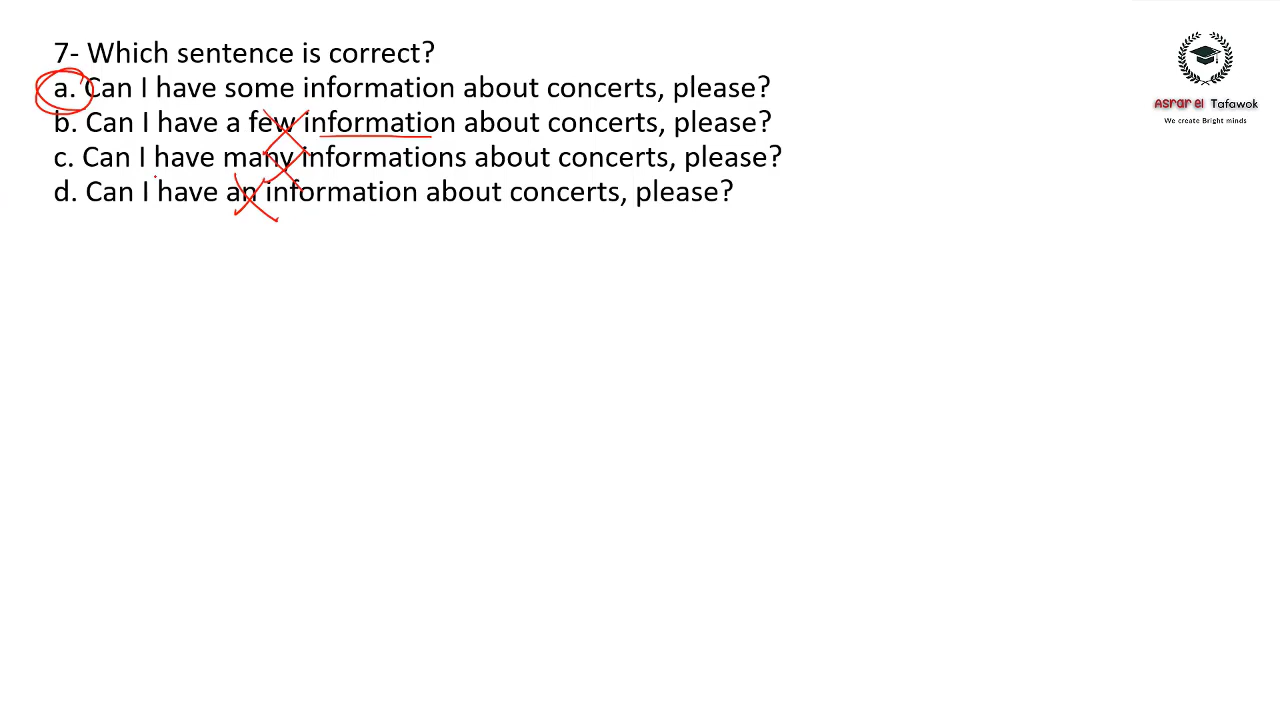 7- Which sentence is correct?
a. Can I have some information about concerts, please?
b. Can I have a few information about concerts, please?
c. Can I have many informations about concerts, please?
d. Can I have an information about concerts, please?
Asrar el Tafawok
We create Bright minds